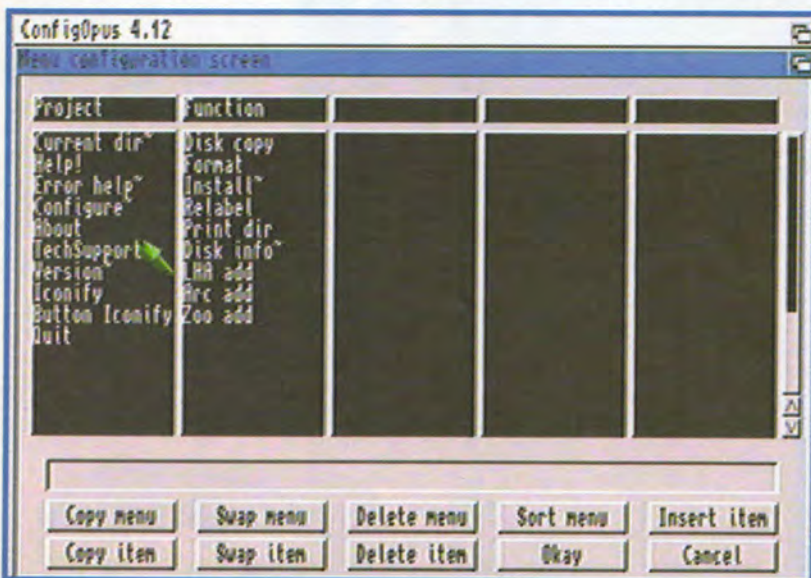 ConfigOpus 4.12
Menu configuration screen
Project Function
Current dir~ Disk copy
Help! Format
Error help~ Install~
Configure~ Relabel
About Print dir
TechSupport~ Disk info~
Version~ LHA add
Iconify Arc add
Button Iconify Zoo add
Quit
Copy menu Swap menu Delete menu Sort menu Insert item
Copy item Swap item Delete item Okay Cancel